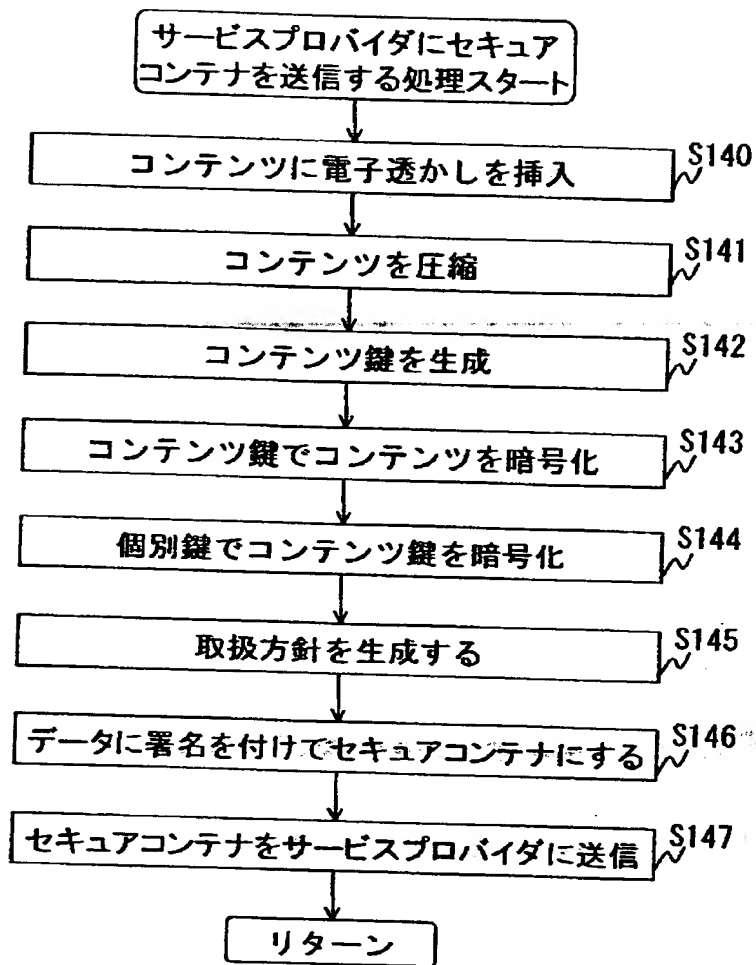 サービスプロバイダにセキュア
コンテナを送信する処理スタート
コンテンツに電子透かしを挿入
S140
コンテンツを圧縮
S141
コンテンツ鍵を生成
S142
コンテンツ鍵でコンテンツを暗号化
S143
個別鍵でコンテンツ鍵を暗号化
S144
取扱方針を生成する
S145
データに署名を付けてセキュアコンテナにする
S146
セキュアコンテナをサービスプロバイダに送信
S147
リターン